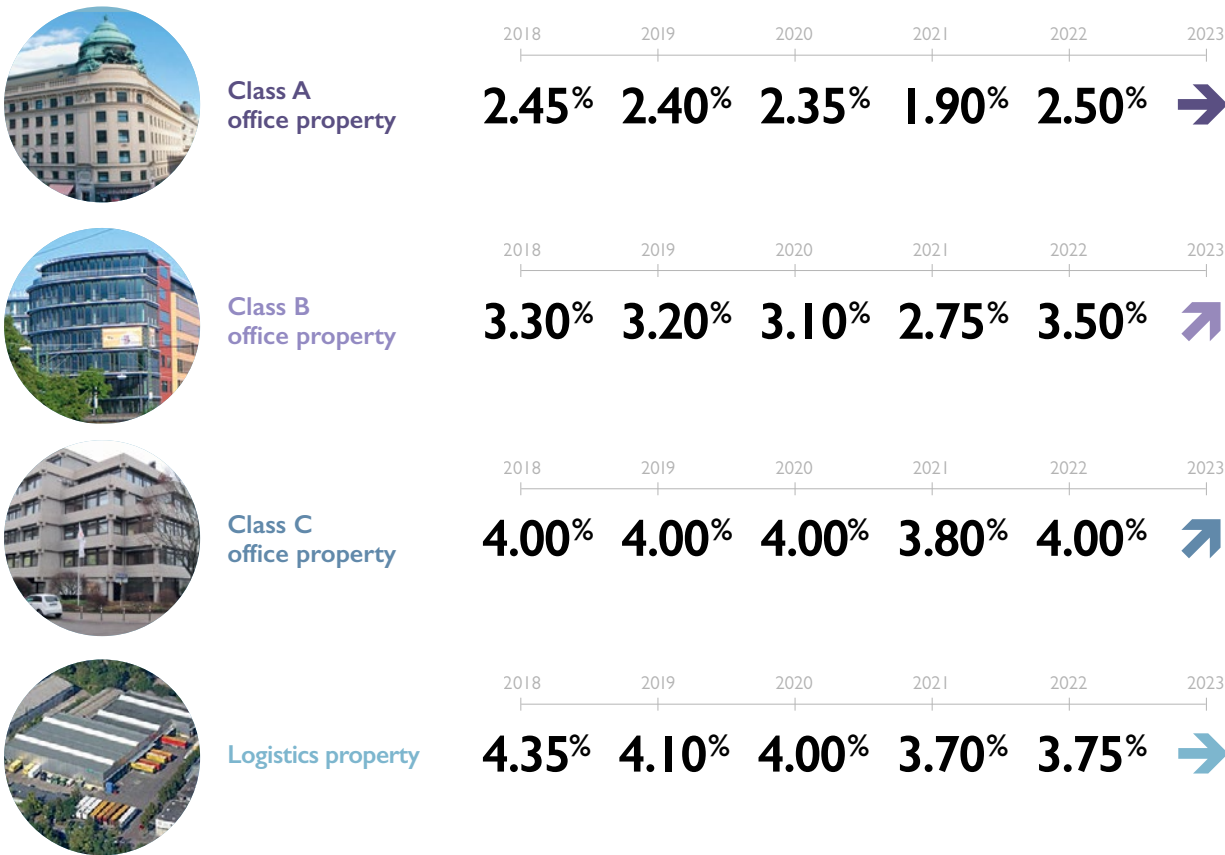 2018 2019 2020 2021 2022 2023
Class A
office property
2.45% 2.40% 2.35% 1.90% 2.50%
2018 2019 2020 2021 2022 2023
Class B
office property
3.30% 3.20% 3.10% 2.75% 3.50%
2018 2019 2020 2021 2022 2023
Class C
office property
4.00% 4.00% 4.00% 3.80% 4.00%
2018 2019 2020 2021 2022 2023
Logistics property
4.35% 4.10% 4.00% 3.70% 3.75%